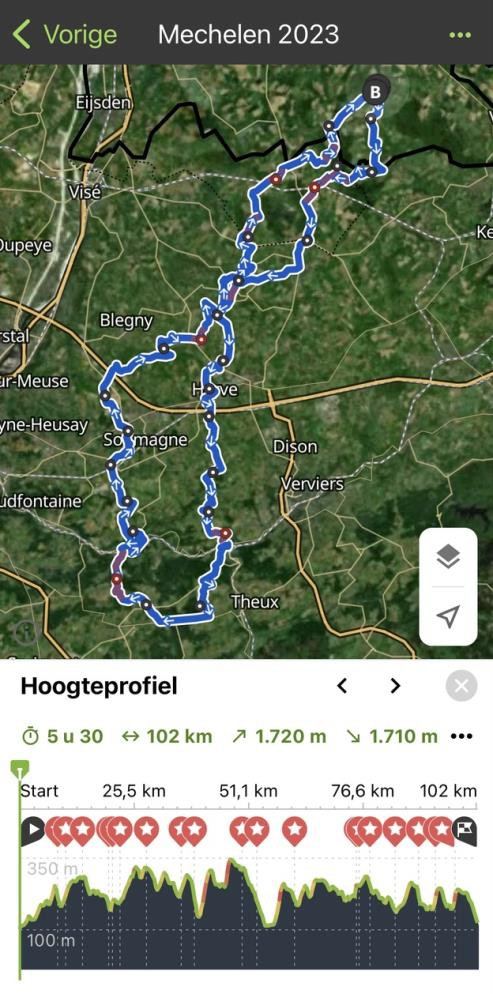 Vorige
Mechelen 2023
B
Eijsden
Visé
Oupeye
Ke
Blegny
rstal
ur-Meuse
yne-Heusay
Soumagne
Dison
Verviers
udfontaine
Theux
Hoogteprofiel
5 u 30
102 km
1.720 m
1.710 m
Start
25,5 km
51,1 km
76,6 km
102 km
350 m
100 m